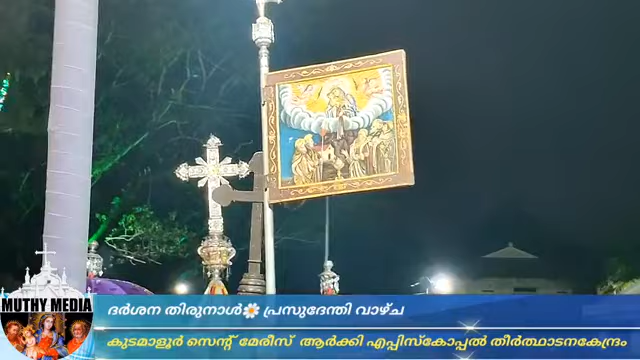 MUTHY MEDIA
ദർശന തിരുനാൾ🌼 പ്രസുദേന്തി വാഴ്ച
കുടമാളൂർ സെന്റ് മേരീസ് ആർക്കി എപ്പിസ്കോപ്പൽ തീർത്ഥാടനകേന്ദ്രം